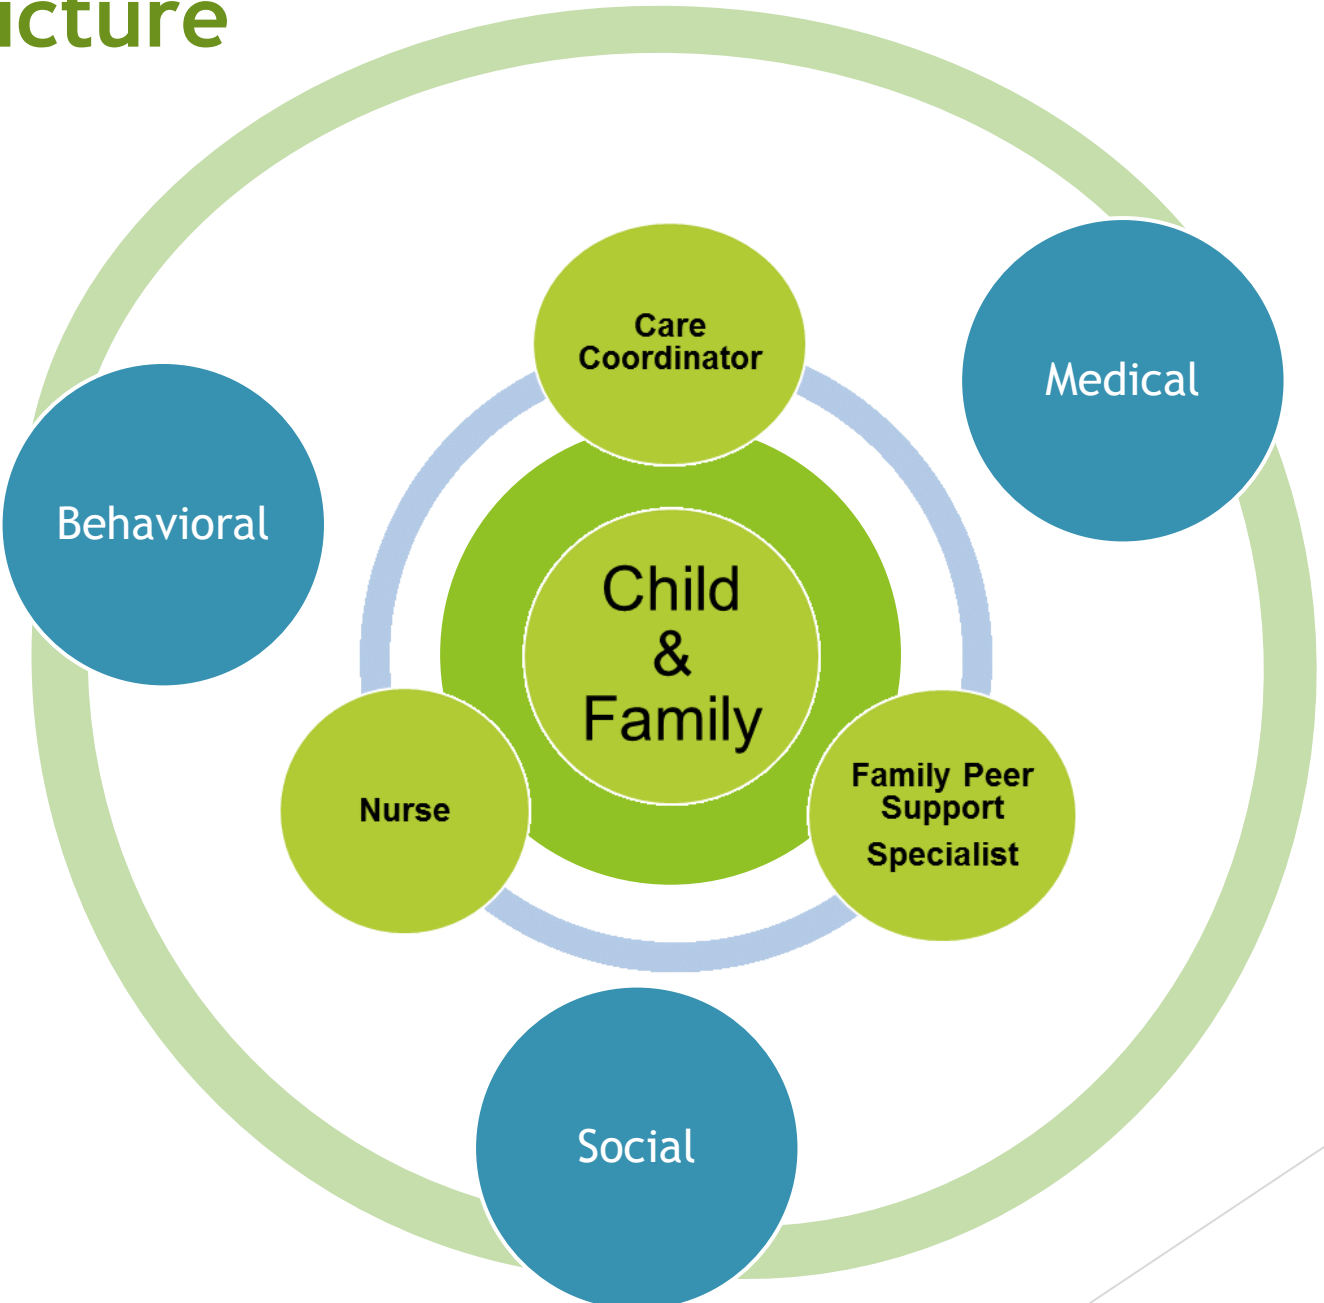 icture
Care
Coordinator
Medical
Behavioral
Child
&
Family
Family Peer
Support
Specialist
Nurse
Social